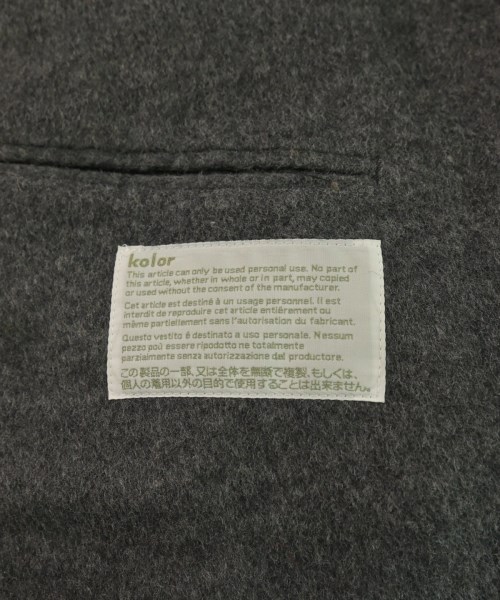 kolor
This article can only be used personal use. No part of
this article, whether in whole or in part, may copied
or used without the consent of the manufacturer.
Cet article est destiné à un usage personnel. Il est
interdit de reproduire cet article entiérement ou
même partiellement sans l'autorisation du fabricant.
Questo vestito é destinato a uso personale. Nessum
pezzo poù essere ripodotto ne totalmente
parzialmente senza autorizzazione del productore.
この製品の一部、又は全体を無断で複製、もしくは、
個人の着用以外の目的で使用することは出来ません。